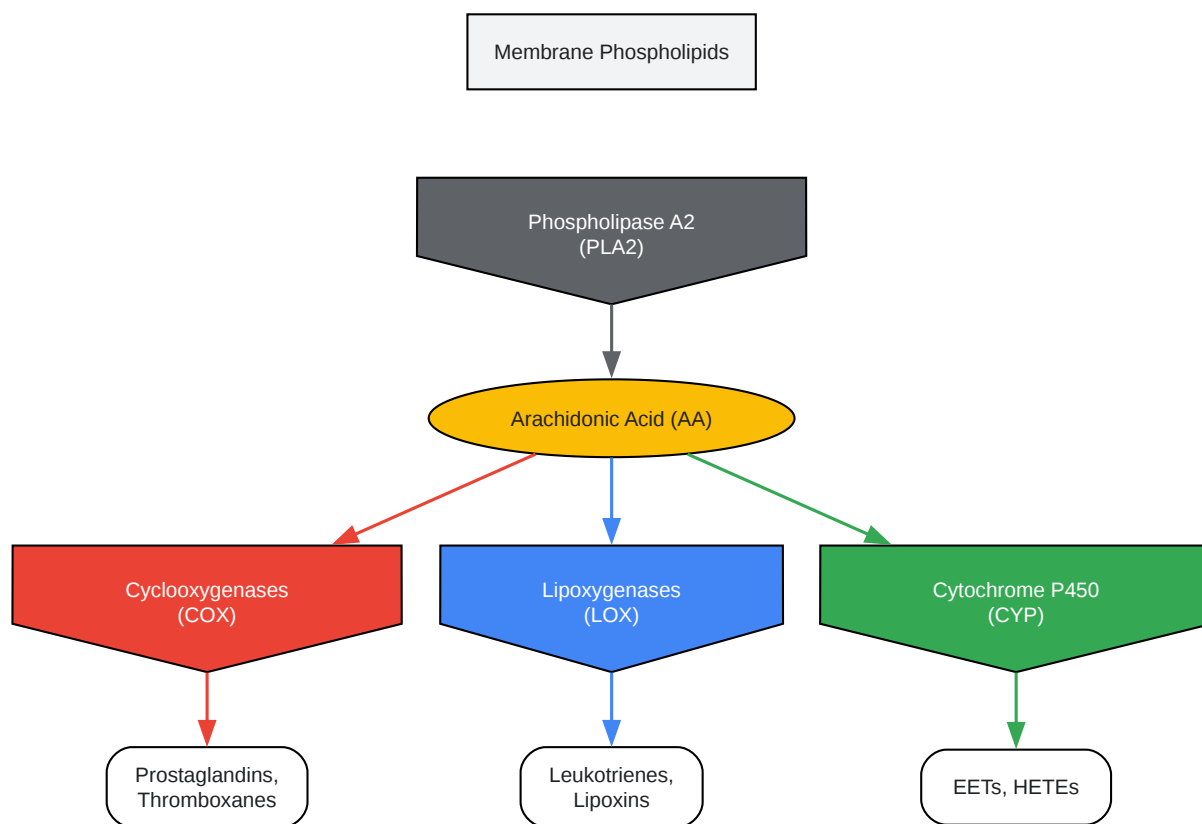 Membrane Phospholipids
Phospholipase A2
(PLA2)
Arachidonic Acid (AA)
Cyclooxygenases
(COX)
Lipoxygenases
(LOX)
Cytochrome P450
(CYP)
Prostaglandins,
Thromboxanes
Leukotrienes,
Lipoxins
EETs, HETEs